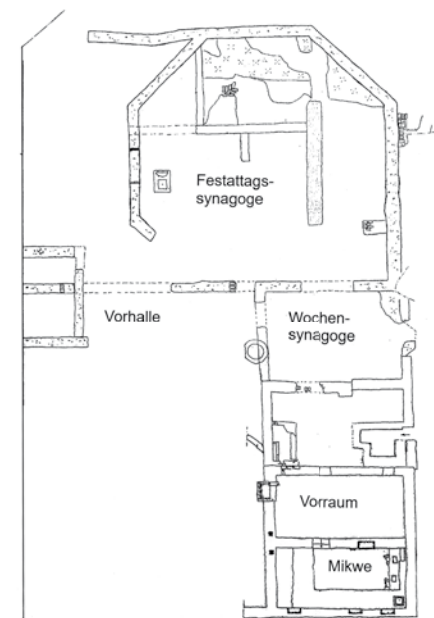 Festattags-
synagoge
Vorhalle
Wochen-
synagoge
Vorraum
Mikwe